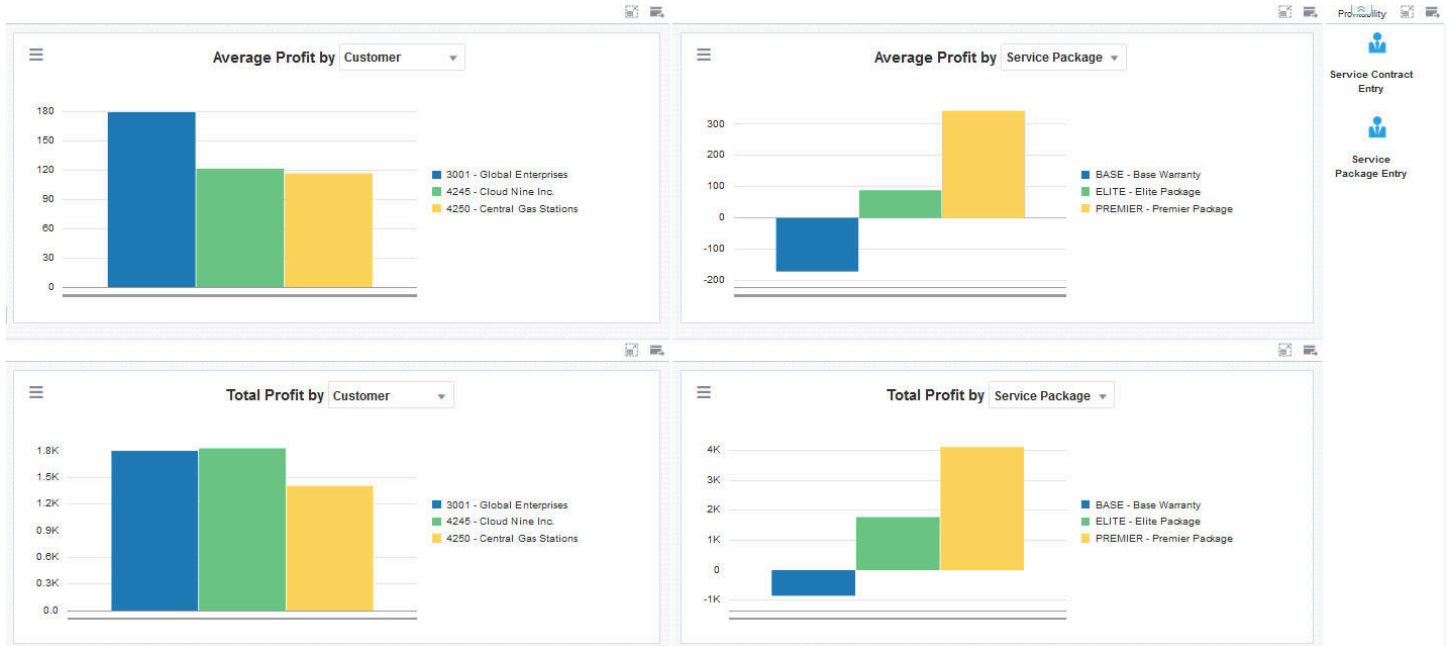 Average Profit by Customer
180
150
120
90
60
30
0
3001 - Global Enterprises
4245 - Cloud Nine Inc.
4250 - Central Gas Stations
Average Profit by Service Package
300
200
100
0
-100
-200
BASE - Base Warranty
ELITE - Elite Package
PREMIER - Premier Package
Service Contract
Entry
Service
Package Entry
Total Profit by Customer
1.8K
1.5K
1.2K
0.9K
0.6K
0.3K
0.0
3001 - Global Enterprises
4245 - Cloud Nine Inc.
4250 - Central Gas Stations
Total Profit by Service Package
4K
3K
2K
1K
0
-1K
BASE - Base Warranty
ELITE - Elite Package
PREMIER - Premier Package